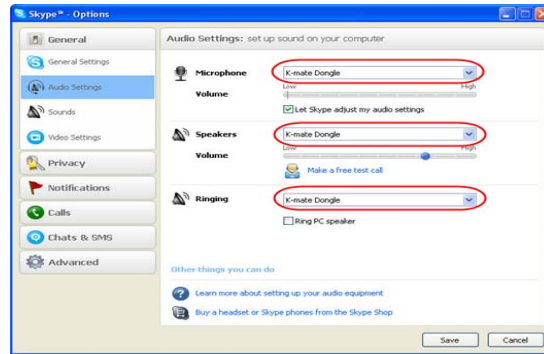 Skype™ - Options
General
General Settings
Audio Settings
Sounds
Video Settings
Privacy
Notifications
Calls
Chats & SMS
Advanced
Audio Settings: set up sound on your computer
Microphone K-mate Dongle
Volume Low High
Let Skype adjust my audio settings
Speakers K-mate Dongle
Volume Low High
Make a free test call
Ringing K-mate Dongle
Ring PC speaker
Other things you can do
Learn more about setting up your audio equipment
Buy a headset or Skype phones from the Skype Shop
Save Cancel